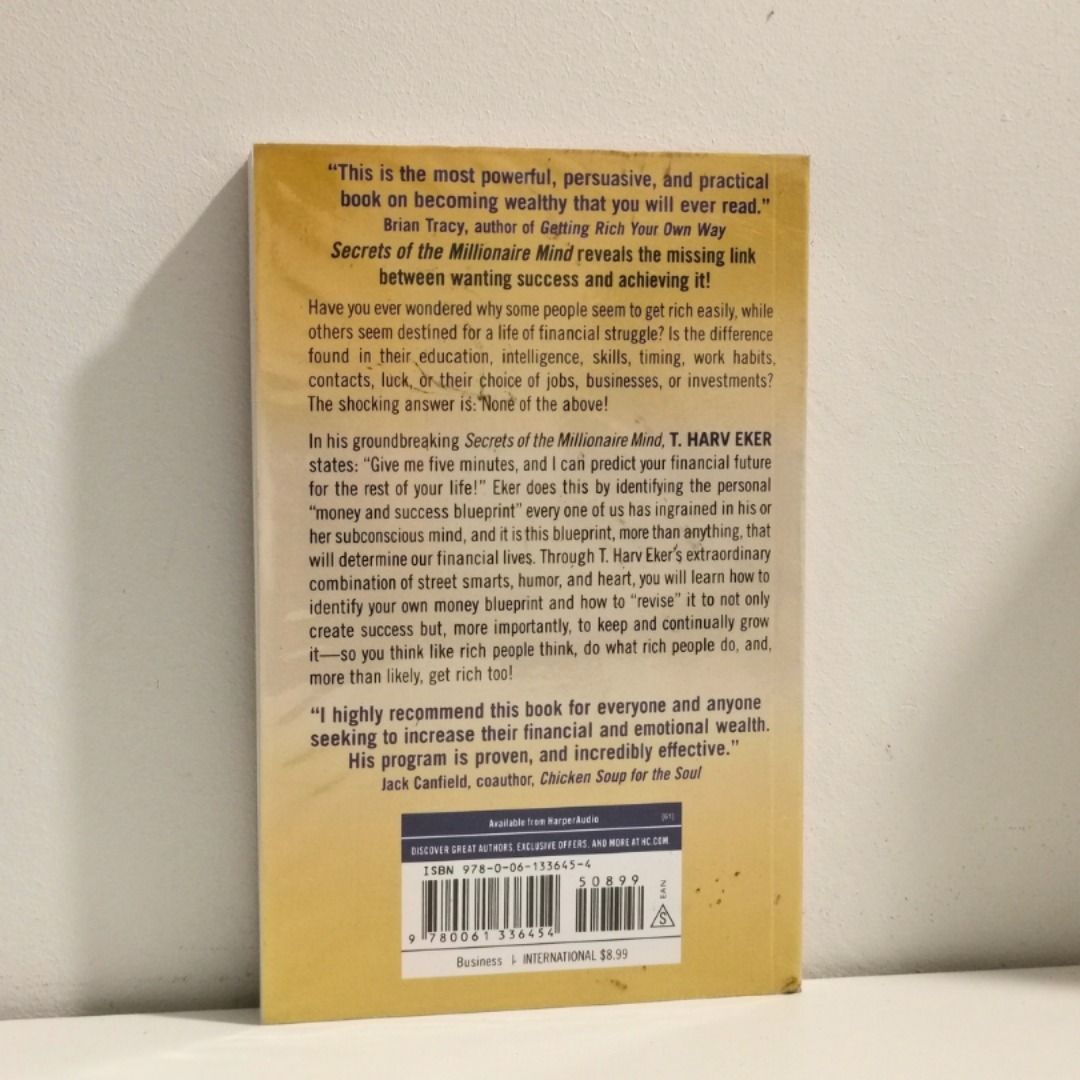 “This is the most powerful, persuasive, and practical
book on becoming wealthy that you will ever read.”
Brian Tracy, author of Getting Rich Your Own Way
Secrets of the Millionaire Mind reveals the missing link
between wanting success and achieving it!
Have you ever wondered why some people seem to get rich easily, while
others seem destined for a life of financial struggle? Is the difference
found in their education, intelligence, skills, timing, work habits,
contacts, luck, or their choice of jobs, businesses, or investments?
The shocking answer is: None of the above!
In his groundbreaking Secrets of the Millionaire Mind, T. HARV EKER
states: “Give me five minutes, and I can predict your financial future
for the rest of your life!” Eker does this by identifying the personal
“money and success blueprint” every one of us has ingrained in his or
her subconscious mind, and it is this blueprint, more than anything, that
will determine our financial lives. Through T. Harv Eker’s extraordinary
combination of street smarts, humor, and heart, you will learn how to
identify your own money blueprint and how to “revise” it to not only
create success but, more importantly, to keep and continually grow
it—so you think like rich people think, do what rich people do, and,
more than likely, get rich too!
“I highly recommend this book for everyone and anyone
seeking to increase their financial and emotional wealth.
His program is proven, and incredibly effective.”
Jack Canfield, coauthor, Chicken Soup for the Soul
Available from HarperAudio
DISCOVER GREAT AUTHORS, EXCLUSIVE OFFERS, AND MORE AT HC.COM.
ISBN 978-0-06-133645-4
50899
EAN
S
9 780061 336454
Business | INTERNATIONAL $8.99